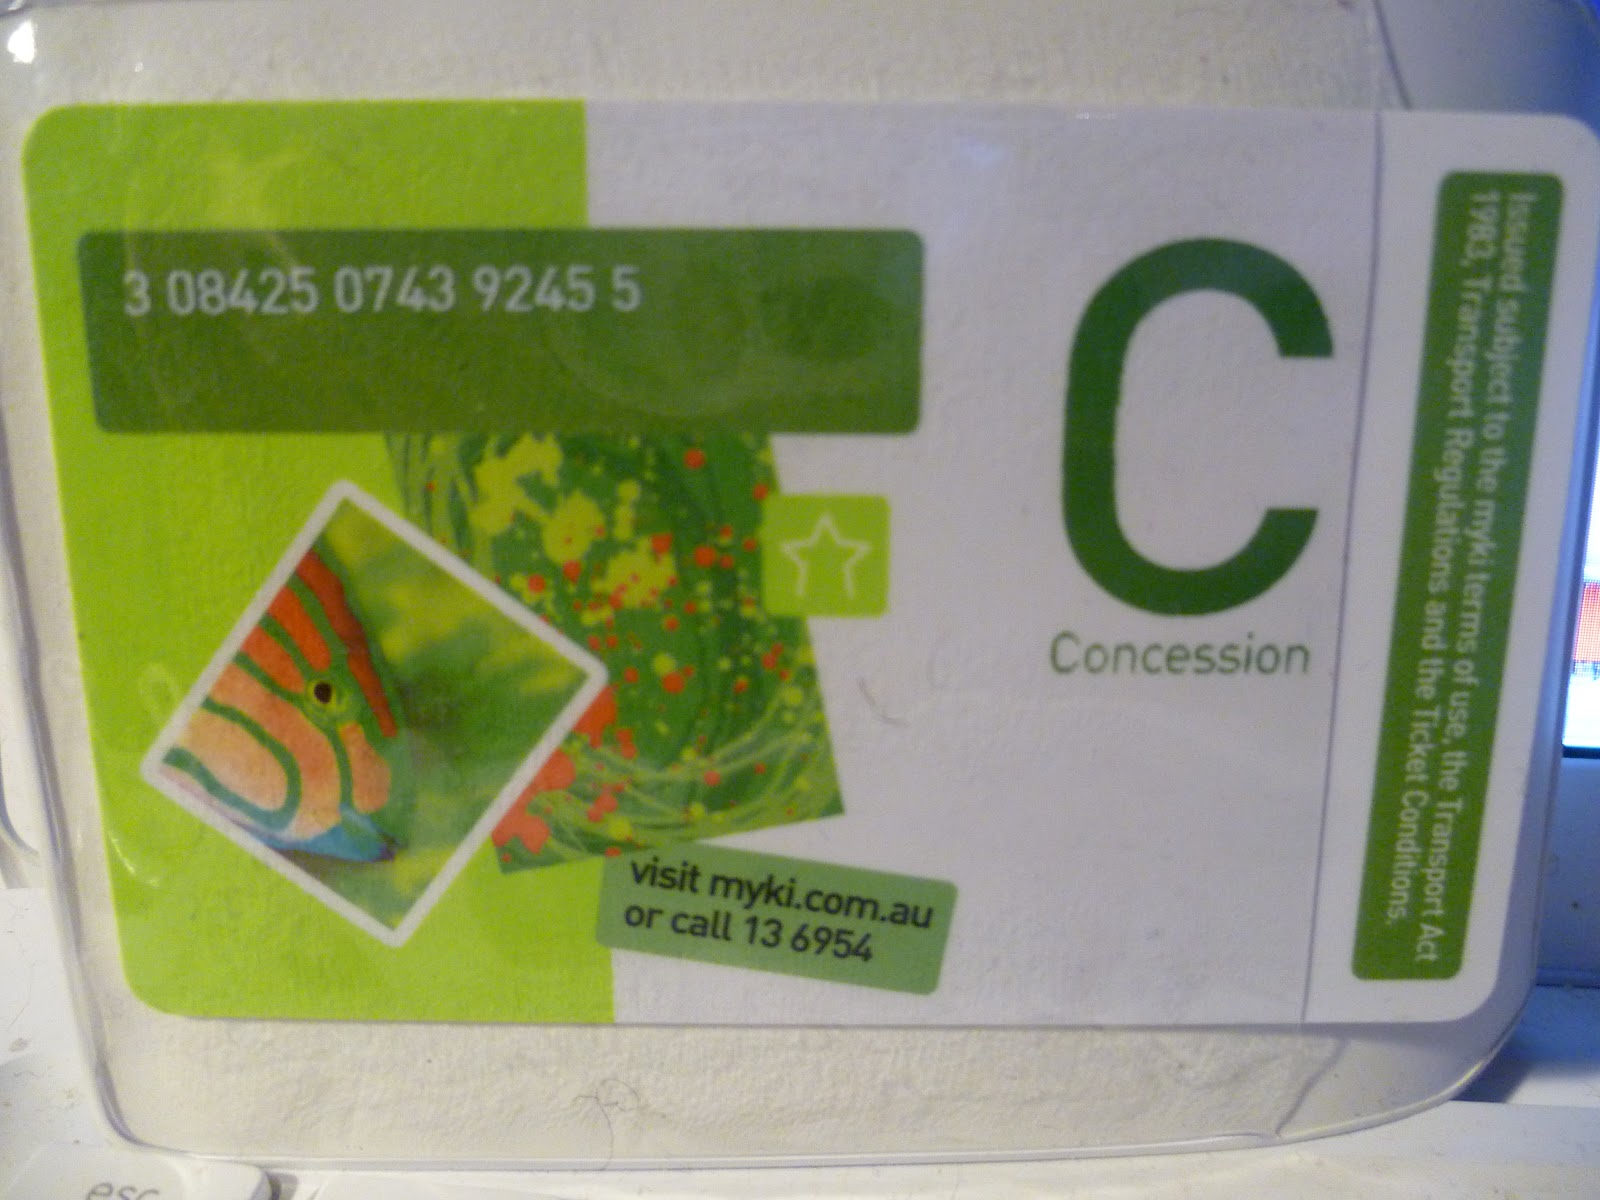 3 08425 0743 9245 5
C
Concession
visit myki.com.au
or call 13 6954
Issued subject to the myki terms of use, the Transport Act
1983, Transport Regulations and the Ticket Conditions.
esc